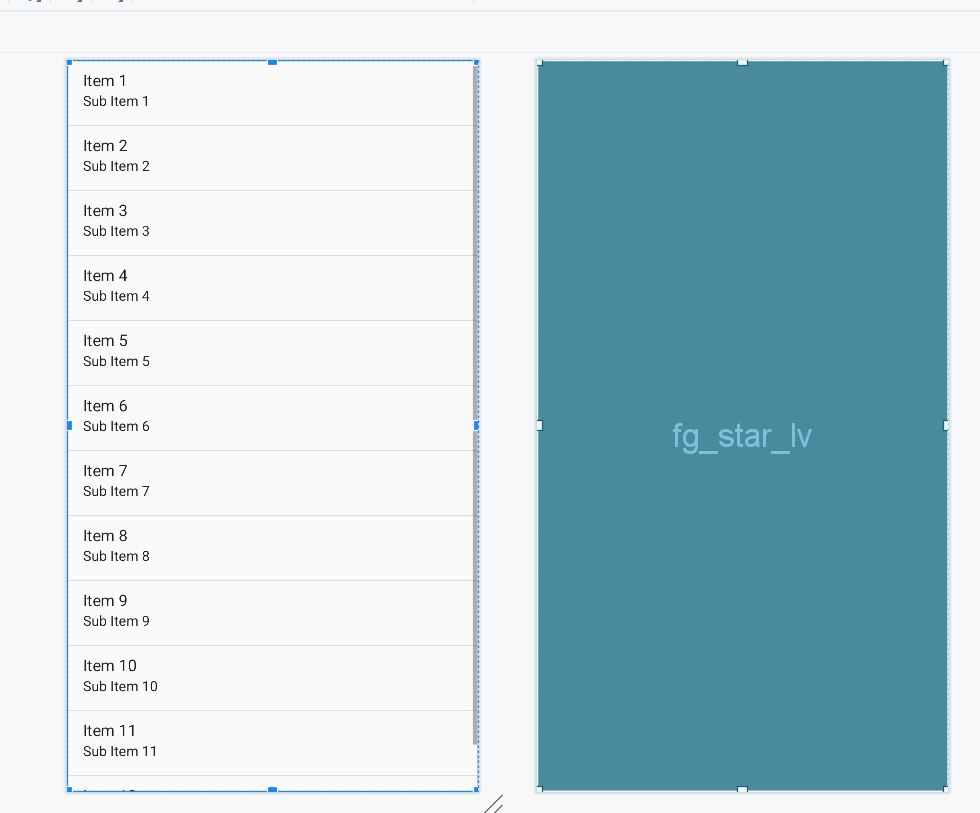 Item 1
Sub Item 1
Item 2
Sub Item 2
Item 3
Sub Item 3
Item 4
Sub Item 4
Item 5
Sub Item 5
Item 6
Sub Item 6
Item 7
Sub Item 7
Item 8
Sub Item 8
Item 9
Sub Item 9
Item 10
Sub Item 10
Item 11
Sub Item 11
fg_star_lv